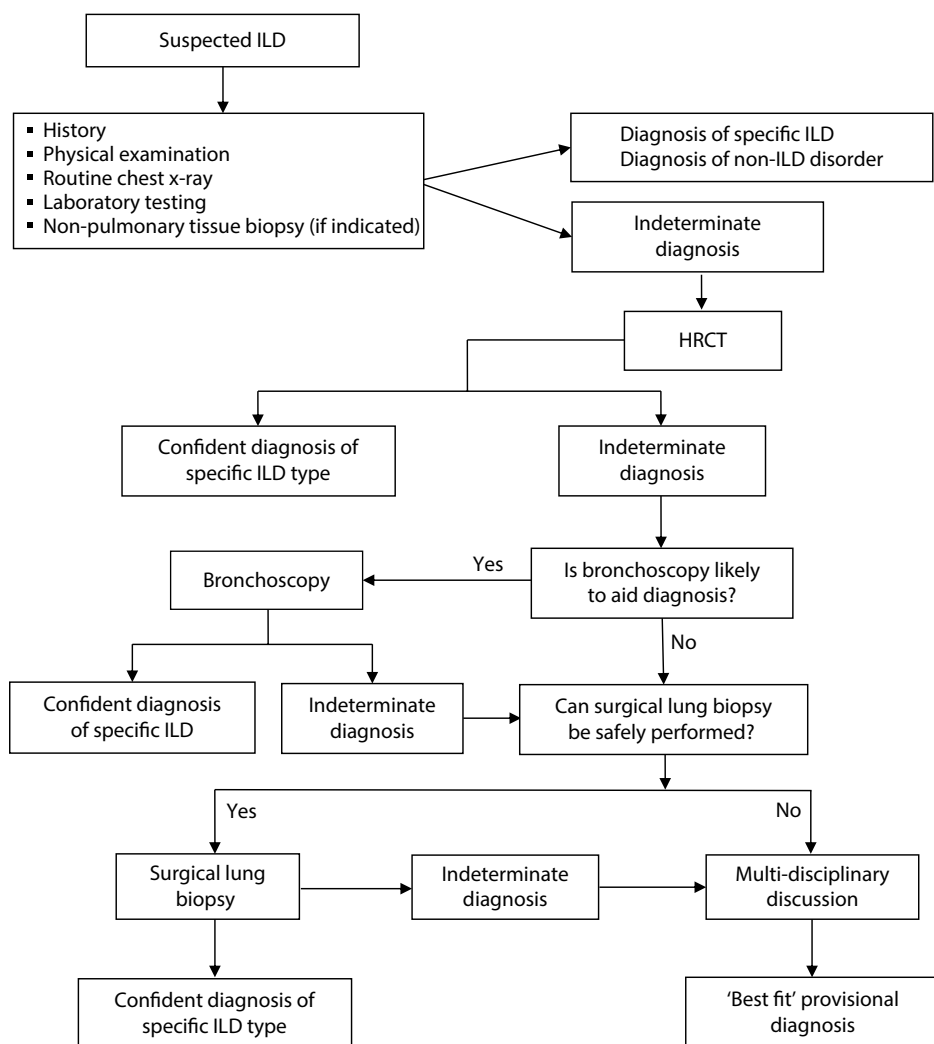 Suspected ILD
▪ History
▪ Physical examination
▪ Routine chest x-ray
▪ Laboratory testing
▪ Non-pulmonary tissue biopsy (if indicated)
Diagnosis of specific ILD
Diagnosis of non-ILD disorder
Indeterminate
diagnosis
HRCT
Confident diagnosis of
specific ILD type
Indeterminate
diagnosis
Is bronchoscopy likely
to aid diagnosis?
Yes
Bronchoscopy
No
Confident diagnosis
of specific ILD
Indeterminate
diagnosis
Can surgical lung biopsy
be safely performed?
Yes
No
Surgical lung
biopsy
Indeterminate
diagnosis
Multi-disciplinary
discussion
Confident diagnosis of
specific ILD type
‘Best fit’ provisional
diagnosis